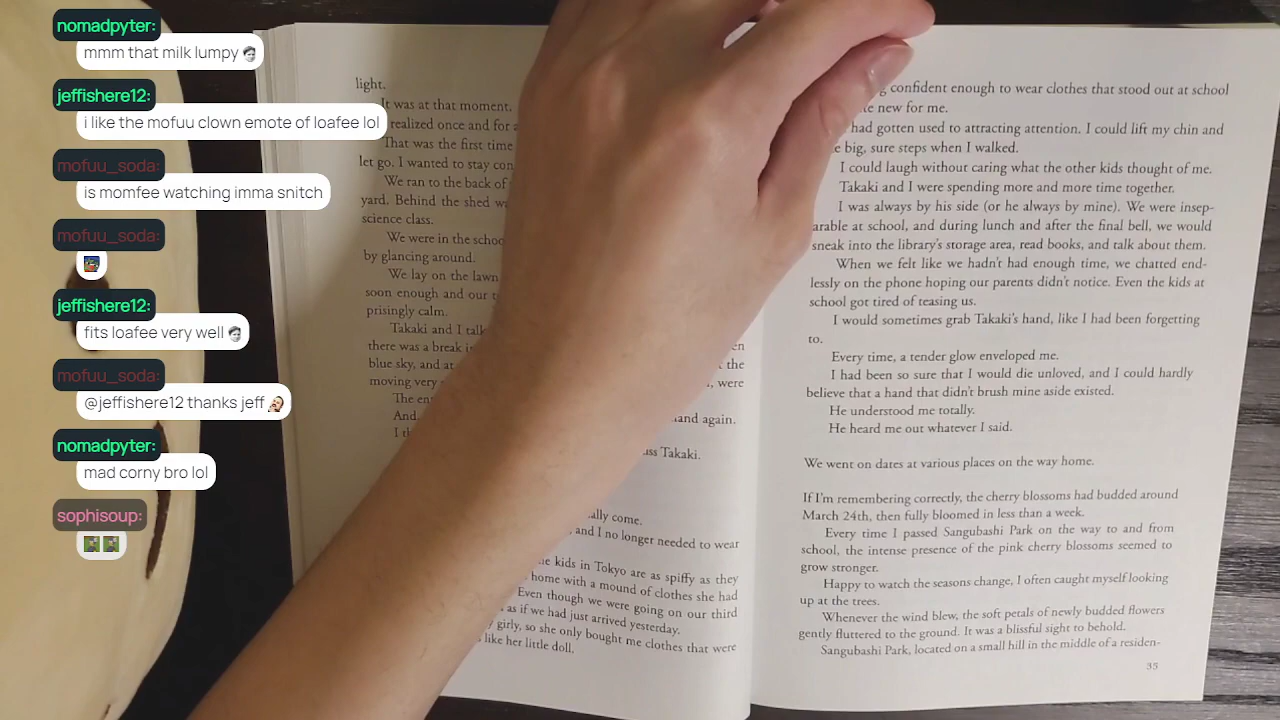 nomadpyter:
mmm that milk lumpy
jeffishere12:
i like the mofuu clown emote of loafee lol
mofuu_soda:
is momfee watching imma snitch
mofuu_soda:
jeffishere12:
fits loafee very well
mofuu_soda:
@jeffishere12 thanks jeff
nomadpyter:
mad corny bro lol
sophisoup:
light.
It was at that moment.
realized once and for
That was the first time
let go. I wanted to stay
We ran to the back of
yard. Behind the shed
science class.
We were in the
by glancing around.
We lay on the lawn
soon enough and our
prisingly calm.
Takaki and I
there was a break
blue sky, and at
the
moving very
, were
The
And
hand again.
I
Takaki.
come.
and I no longer needed to wear
kids in Tokyo are as spiffy as they
home with a mound of clothes she had
Even though we were going on our third
as if we had just arrived yesterday.
girly, so she only bought me clothes that were
like her little doll.
confident enough to wear clothes that stood out at school
new for me.
had gotten used to attracting attention. I could lift my chin and
big, sure steps when I walked.
I could laugh without caring what the other kids thought of me.
Takaki and I were spending more and more time together.
I was always by his side (or he always by mine). We were insep-
arable at school, and during lunch and after the final bell, we would
sneak into the library's storage area, read books, and talk about them.
When we felt like we hadn't had enough time, we chatted end-
lessly on the phone hoping our parents didn't notice. Even the kids at
school got tired of teasing us.
I would sometimes grab Takaki's hand, like I had been forgetting
to.
Every time, a tender glow enveloped me.
I had been so sure that I would die unloved, and I could hardly
believe that a hand that didn't brush mine aside existed.
He understood me totally.
He heard me out whatever I said.
We went on dates at various places on the way home.
If I'm remembering correctly, the cherry blossoms had budded around
March 24th, then fully bloomed in less than a week.
Every time I passed Sangubashi Park on the way to and from
school, the intense presence of the pink cherry blossoms seemed to
grow stronger.
Happy to watch the seasons change, I often caught myself looking
up at the trees.
Whenever the wind blew, the soft petals of newly budded flowers
gently fluttered to the ground. It was a blissful sight to behold.
Sangubashi Park, located on a small hill in the middle of a residen-
35